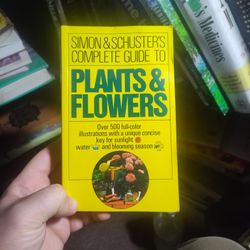 SIMON & SCHUSTER'S
COMPLETE GUIDE TO
PLANTS &
FLOWERS
Over 500 full-color
illustrations with a unique concise
key for sunlight
water and blooming season